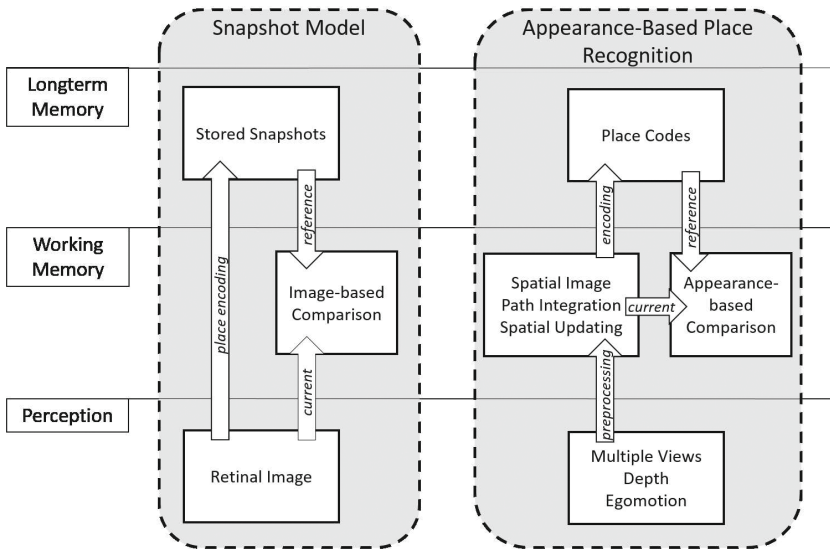 Snapshot Model
Appearance-Based Place
Recognition
Longterm
Memory
Stored Snapshots
Place Codes
place encoding
reference
encoding
reference
Working
Memory
Image-based
Comparison
Spatial Image
Path Integration
Spatial Updating
current
Appearance-
based
Comparison
current
preprocessing
Perception
Retinal Image
Multiple Views
Depth
Egomotion